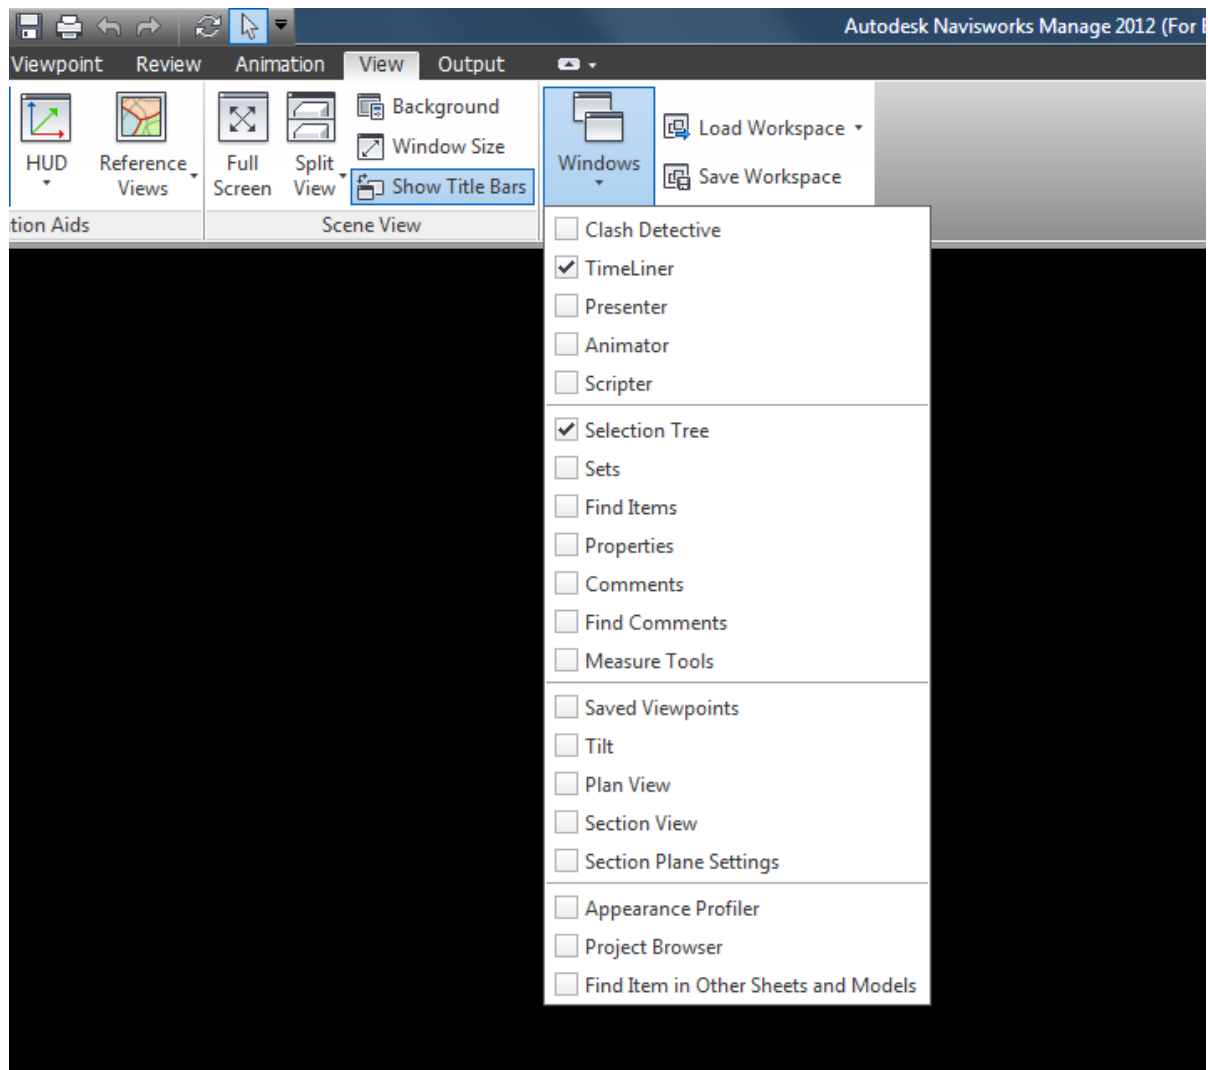 Autodesk Navisworks Manage 2012 (For
Viewpoint Review Animation View Output
HUD
Reference Views
Full Screen
Split View
Background
Window Size
Show Title Bars
Windows
Load Workspace
Save Workspace
tion Aids
Scene View
Clash Detective
TimeLiner
Presenter
Animator
Scripter
Selection Tree
Sets
Find Items
Properties
Comments
Find Comments
Measure Tools
Saved Viewpoints
Tilt
Plan View
Section View
Section Plane Settings
Appearance Profiler
Project Browser
Find Item in Other Sheets and Models